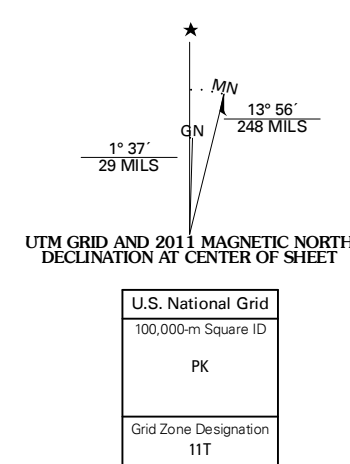 MN
GN
13° 56´
248 MILS
1° 37´
29 MILS
UTM GRID AND 2011 MAGNETIC NORTH
DECLINATION AT CENTER OF SHEET
U.S. National Grid
100,000-m Square ID
PK
Grid Zone Designation
11T